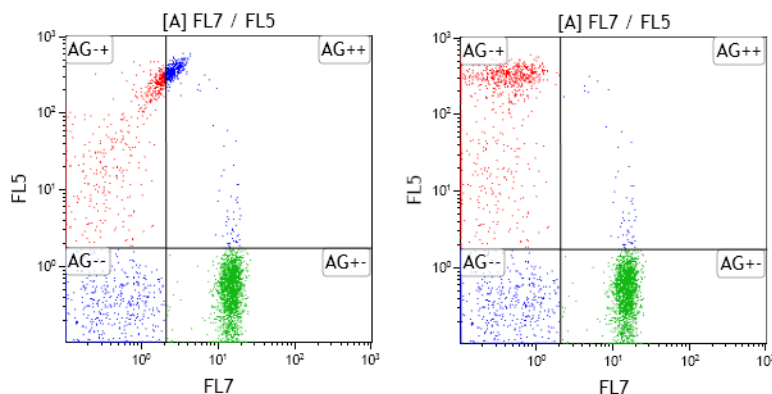 [A] FL7 / FL5
10³
AG-+
AG++
10²
FL5
10¹
AG--
AG+-
10⁰
10⁰ 10¹ 10² 10³
FL7
[A] FL7 / FL5
10³
AG-+
AG++
10²
FL5
10¹
AG--
AG+-
10⁰
10⁰ 10¹ 10² 10³
FL7